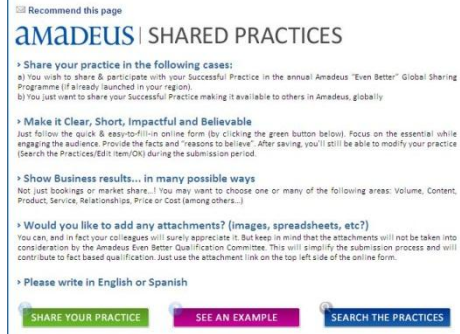 Recommend this page
amadeus | SHARED PRACTICES
› Share your practice in the following cases:
a) You wish to share & participate with your Successful Practice in the annual Amadeus "Even Better" Global Sharing
Programme (if already launched in your region).
b) You just want to share your Successful Practice making it available to others in Amadeus, globally
› Make it Clear, Short, Impactful and Believable
Just follow the quick & easy-to-fill-in online form (by clicking the green button below). Focus on the essential while
engaging the audience. Provide the facts and "reasons to believe". After saving, you'll still be able to modify your practice
(Search the Practices/Edit Item/OK) during the submission period.
› Show Business results... in many possible ways
Not just bookings or market share...! You may want to choose one or many of the following areas: Volume, Content,
Product, Service, Relationships, Price or Cost (among others...)
› Would you like to add any attachments? (images, spreadsheets, etc?)
You can, and in fact your colleagues will surely appreciate it. But keep in mind that the attachments will not be taken into
consideration by the Amadeus Even Better Qualification Committee. This will simplify the submission process and will
contribute to fact based qualification. Just use the attachment link on the top left side of the online form.
› Please write in English or Spanish
SHARE YOUR PRACTICE
SEE AN EXAMPLE
SEARCH THE PRACTICES